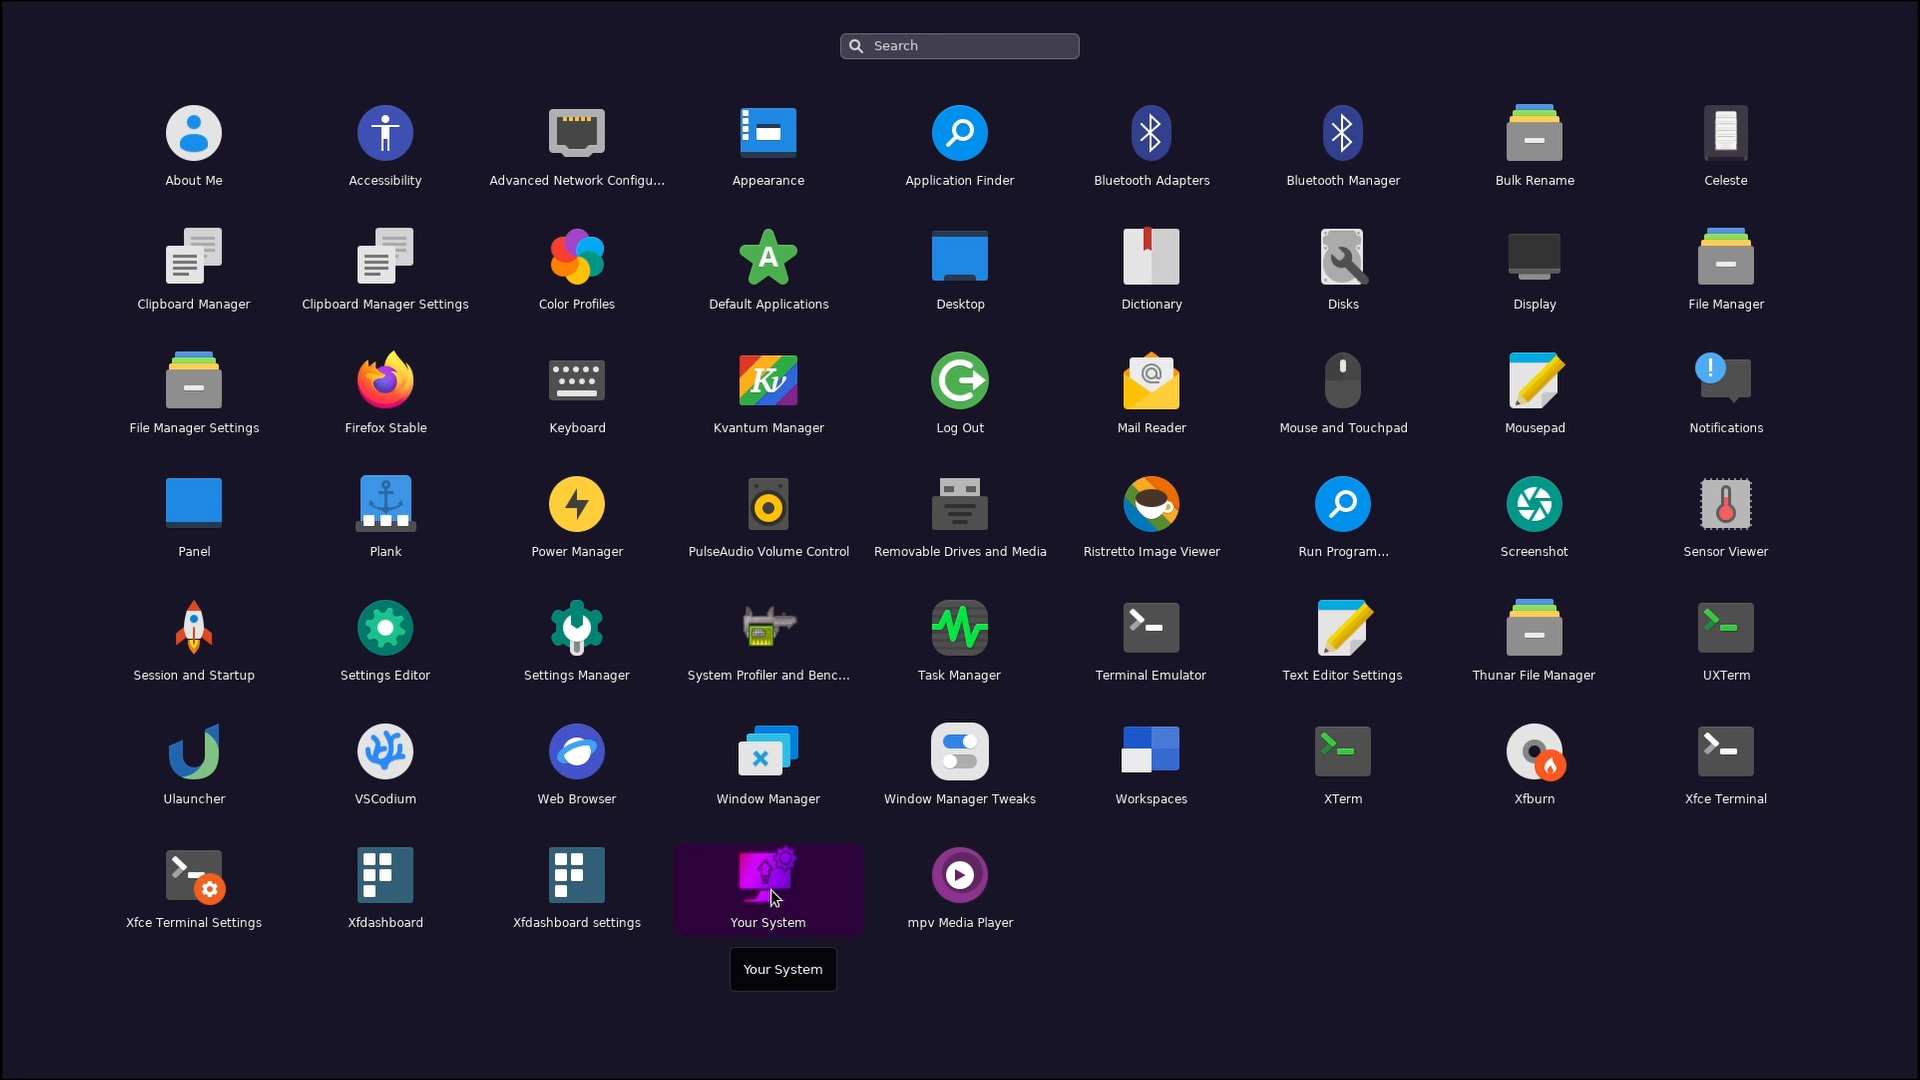 Search
About Me
Accessibility
Advanced Network Configu...
Appearance
Application Finder
Bluetooth Adapters
Bluetooth Manager
Bulk Rename
Celeste
Clipboard Manager
Clipboard Manager Settings
Color Profiles
A
Default Applications
Desktop
Dictionary
Disks
Display
File Manager
File Manager Settings
Firefox Stable
Keyboard
Kv
Kvantum Manager
Log Out
@
Mail Reader
Mouse and Touchpad
Mousepad
!
Notifications
Panel
Plank
Power Manager
PulseAudio Volume Control
Removable Drives and Media
Ristretto Image Viewer
Run Program...
Screenshot
Sensor Viewer
Session and Startup
Settings Editor
Settings Manager
System Profiler and Benc...
Task Manager
Terminal Emulator
Text Editor Settings
Thunar File Manager
UXTerm
Ulauncher
VSCodium
Web Browser
Window Manager
Window Manager Tweaks
Workspaces
XTerm
Xfburn
Xfce Terminal
Xfce Terminal Settings
Xfdashboard
Xfdashboard settings
Your System
mpv Media Player
Your System